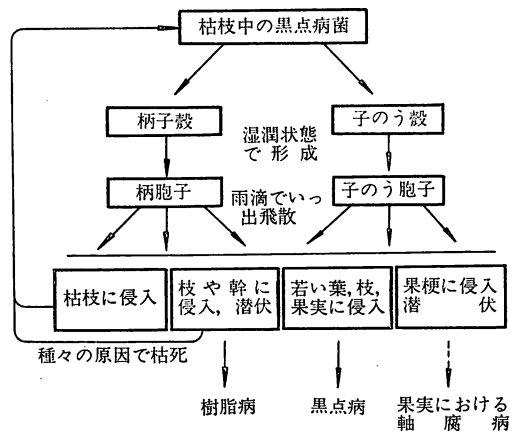 枯枝中の黒点病菌
柄子殻
子のう殻
湿潤状態
で形成
柄胞子
雨滴でいっ
出飛散
子のう胞子
枯枝に侵入
枝や幹に
侵入,潜伏
若い葉,枝,
果実に侵入
果梗に侵入
潜伏
種々の原因で枯死
樹脂病
黒点病
果実における
軸腐病